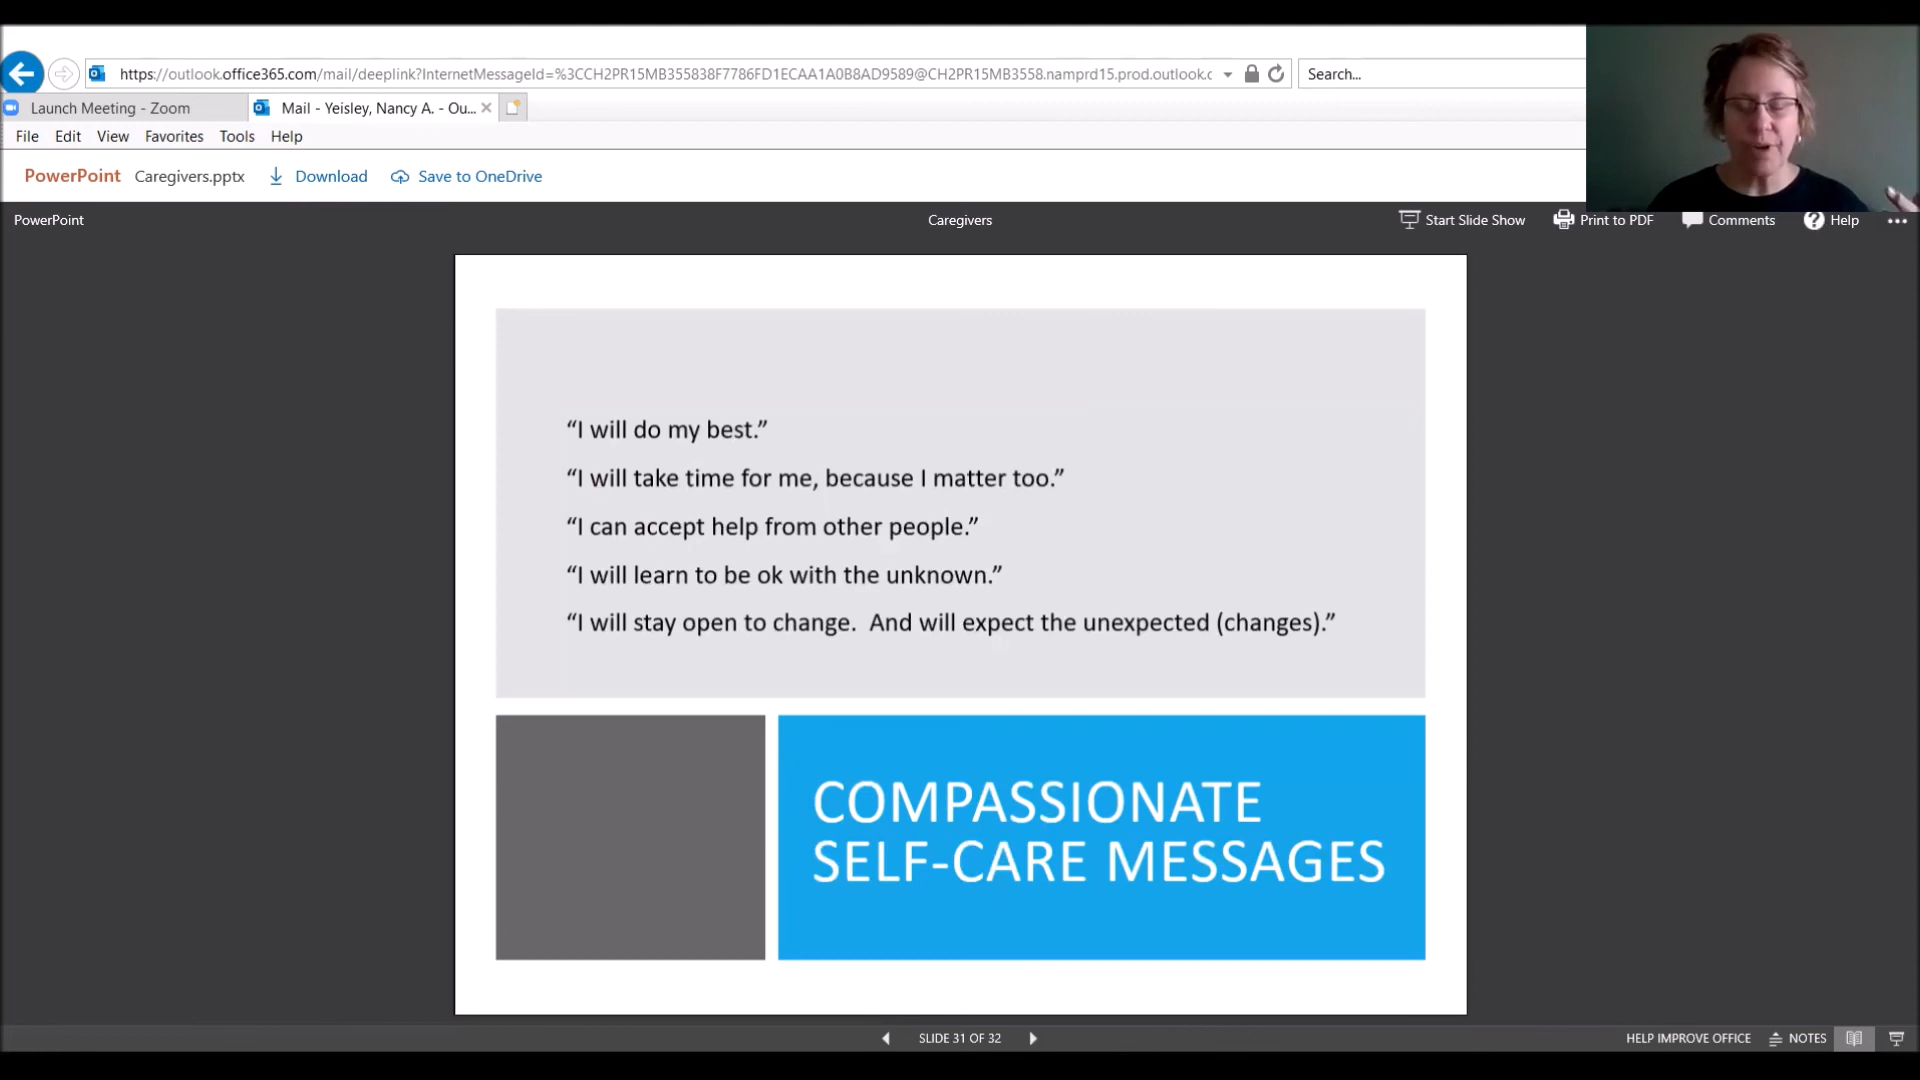 https://outlook.office365.com/mail/deeplink?InternetMessageId=%3CCH2PR15MB355838F7786FD1ECAA1A0B8AD9589@CH2PR15MB3558.namprd15.prod.outlook.c
Search...
Launch Meeting - Zoom
Mail - Yeisley, Nancy A. - Ou...
File Edit View Favorites Tools Help
PowerPoint Caregivers.pptx Download Save to OneDrive
PowerPoint
Caregivers
Start Slide Show Print to PDF Comments Help
“I will do my best.”
“I will take time for me, because I matter too.”
“I can accept help from other people.”
“I will learn to be ok with the unknown.”
“I will stay open to change.  And will expect the unexpected (changes).”
COMPASSIONATE
SELF-CARE MESSAGES
SLIDE 31 OF 32
HELP IMPROVE OFFICE
NOTES